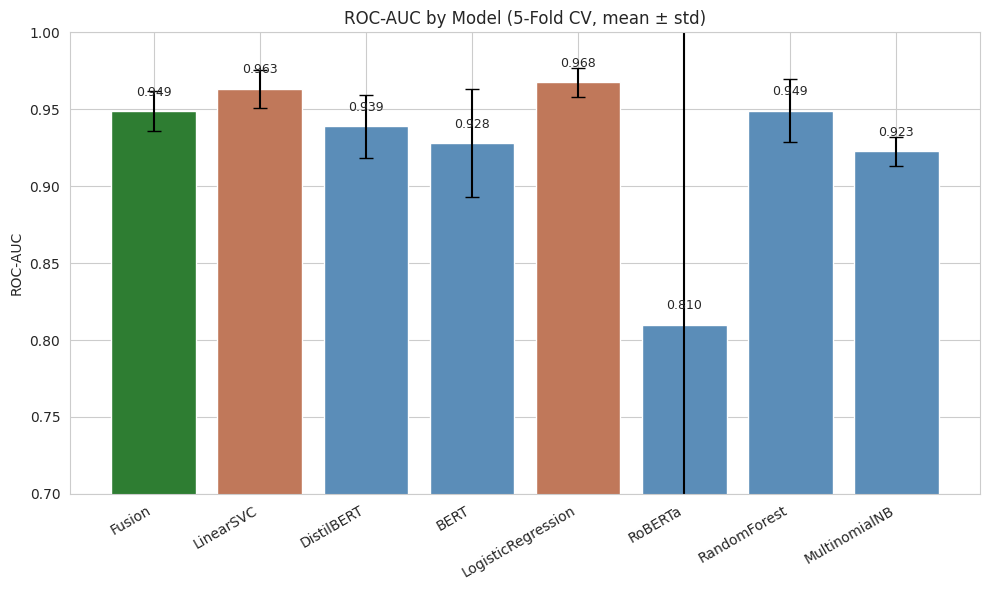 ROC-AUC by Model (5-Fold CV, mean ± std)
ROC-AUC
1.00
0.95
0.90
0.85
0.80
0.75
0.70
0.949
0.963
0.939
0.928
0.968
0.810
0.949
0.923
Fusion
LinearSVC
DistilBERT
BERT
LogisticRegression
RoBERTa
RandomForest
MultinomialNB